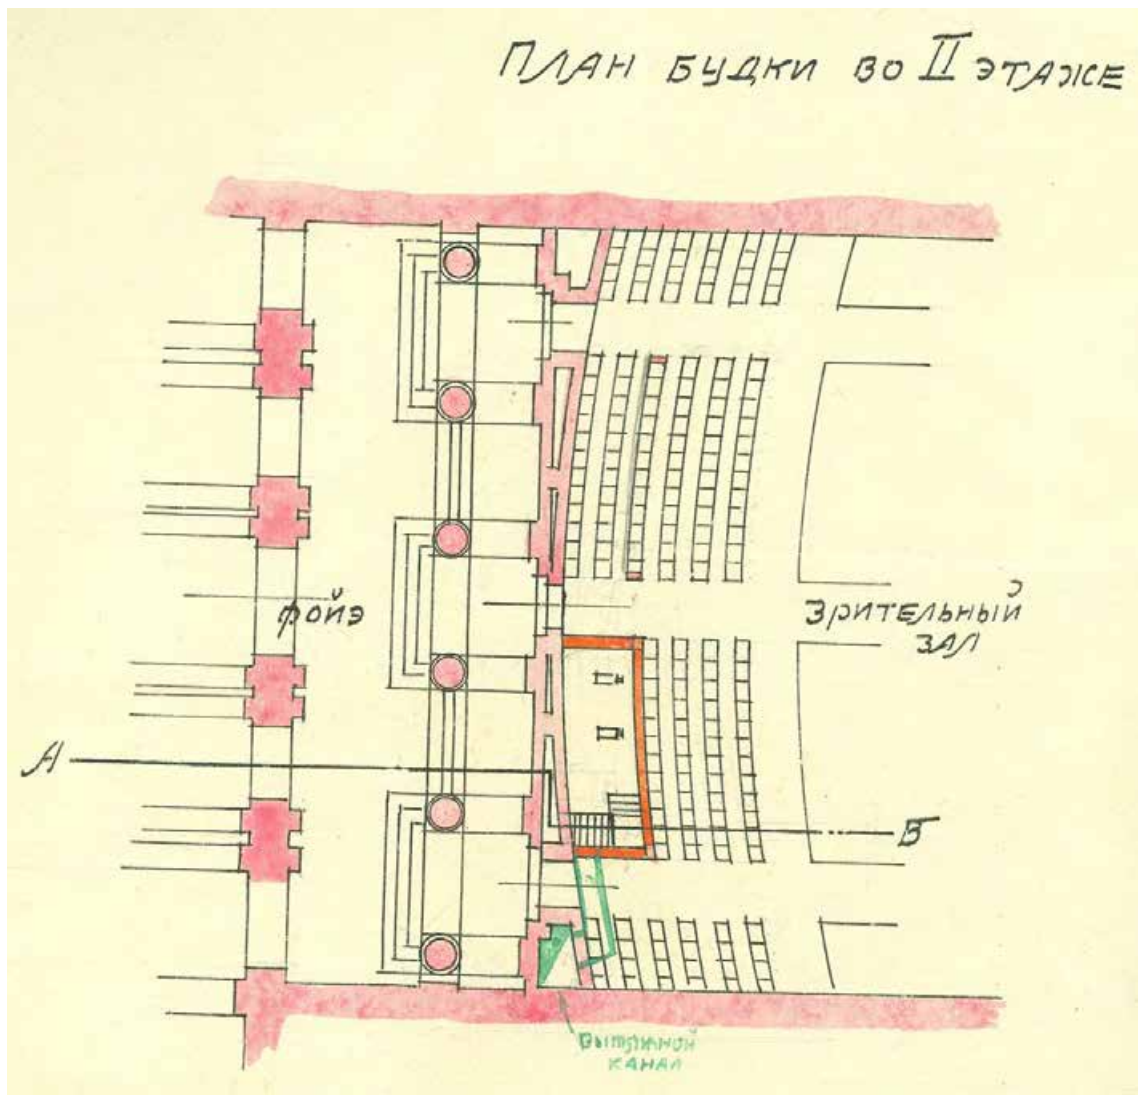 ПЛАН БУДКИ ВО II ЭТАЖЕ
ФОЙЭ
ЗРИТЕЛЬНЫЙ
ЗАЛ
А
Б
ВЫТЯЖНОЙ
КАНАЛ